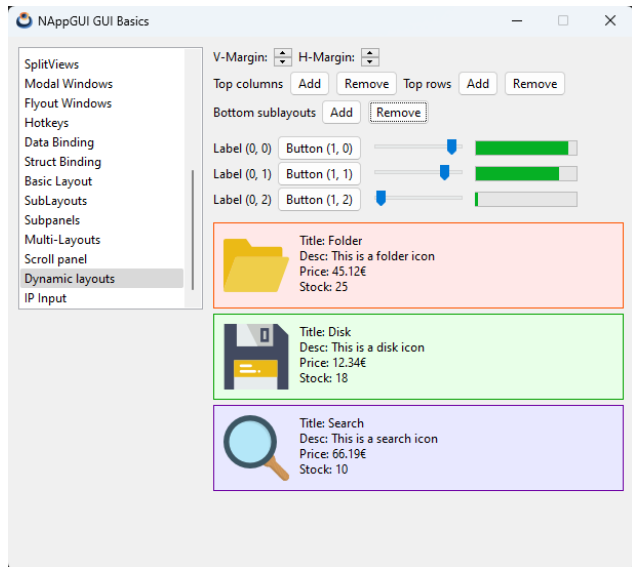 NAppGUI GUI Basics
SplitViews
Modal Windows
Flyout Windows
Hotkeys
Data Binding
Struct Binding
Basic Layout
SubLayouts
Subpanels
Multi-Layouts
Scroll panel
Dynamic layouts
IP Input
V-Margin: H-Margin:
Top columns Add Remove Top rows Add Remove
Bottom sublayouts Add Remove
Label (0, 0) Button (1, 0)
Label (0, 1) Button (1, 1)
Label (0, 2) Button (1, 2)
Title: Folder
Desc: This is a folder icon
Price: 45.12€
Stock: 25
Title: Disk
Desc: This is a disk icon
Price: 12.34€
Stock: 18
Title: Search
Desc: This is a search icon
Price: 66.19€
Stock: 10